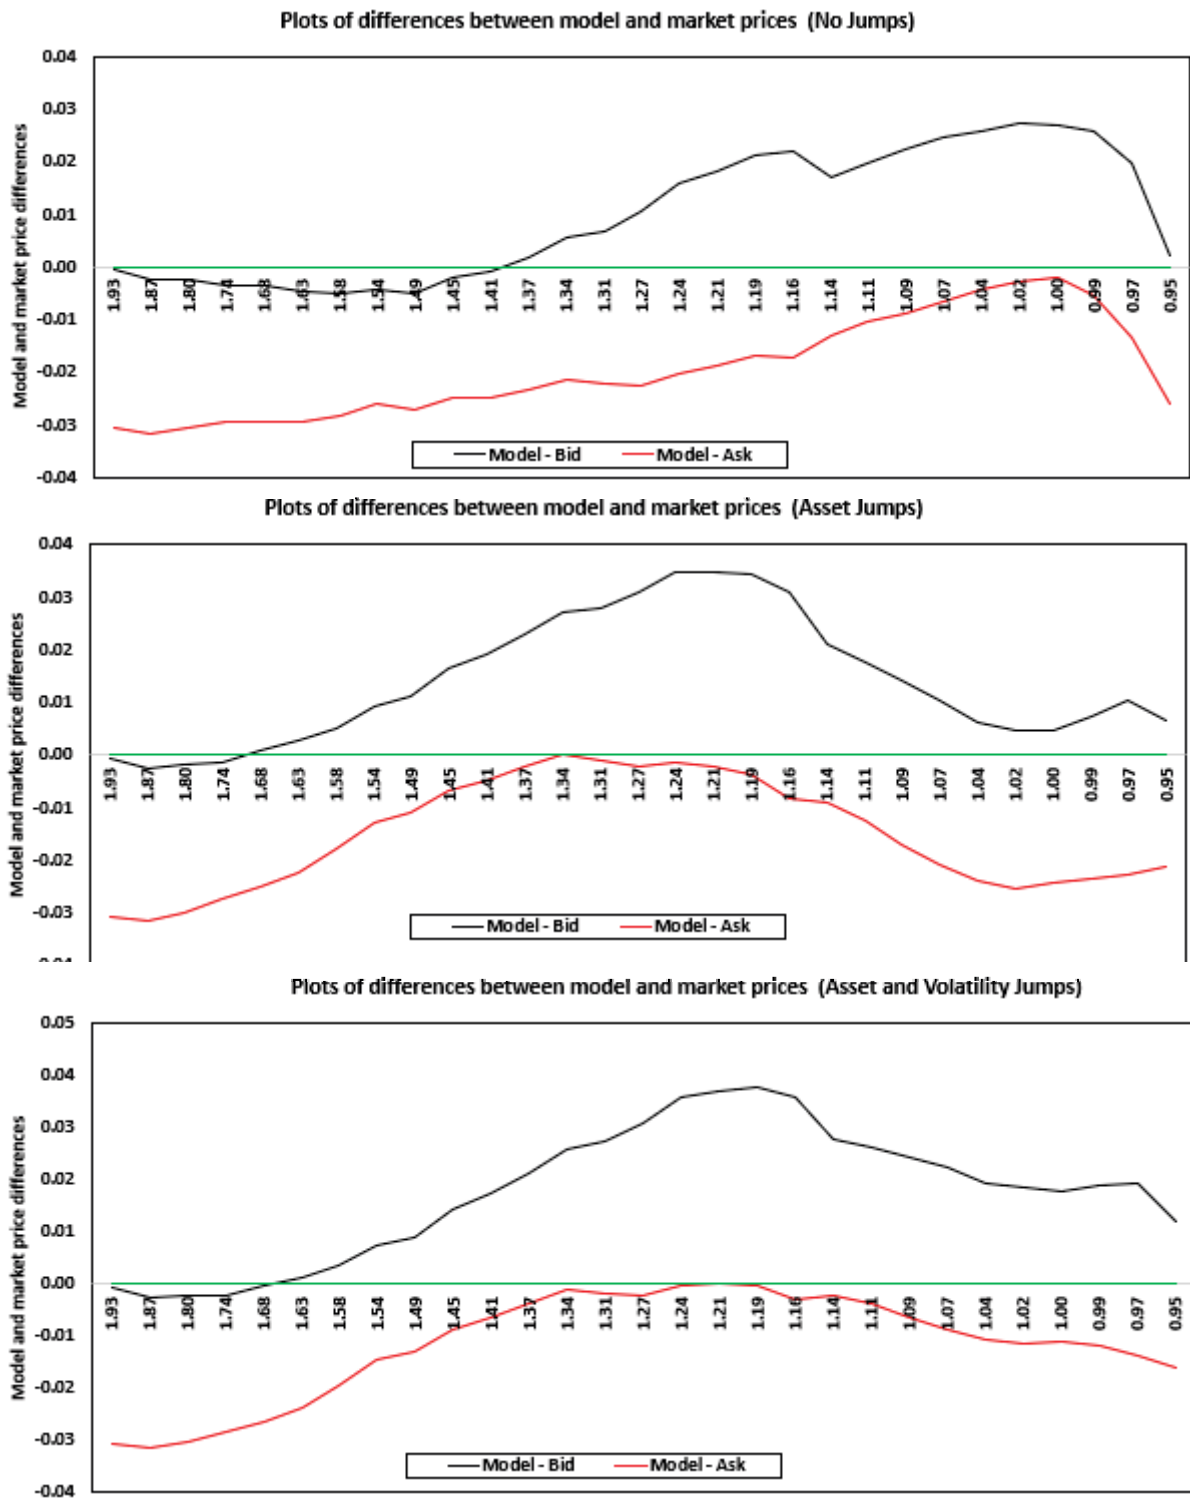 Plots of differences between model and market prices (No Jumps)
Model and market price differences
0.04
0.03
0.02
0.01
0.00
-0.01
-0.02
-0.03
-0.04
1.93 1.87 1.80 1.74 1.68 1.63 1.58 1.54 1.49 1.45 1.41 1.37 1.34 1.31 1.27 1.24 1.21 1.19 1.16 1.14 1.11 1.09 1.07 1.04 1.02 1.00 0.99 0.97 0.95
Model - Bid Model - Ask
Plots of differences between model and market prices (Asset Jumps)
Model and market price differences
0.04
0.03
0.02
0.01
0.00
-0.01
-0.02
-0.03
1.93 1.87 1.80 1.74 1.68 1.63 1.58 1.54 1.49 1.45 1.41 1.37 1.34 1.31 1.27 1.24 1.21 1.19 1.16 1.14 1.11 1.09 1.07 1.04 1.02 1.00 0.99 0.97 0.95
Model - Bid Model - Ask
Plots of differences between model and market prices (Asset and Volatility Jumps)
Model and market price differences
0.05
0.04
0.03
0.02
0.01
0.00
-0.01
-0.02
-0.03
-0.04
1.93 1.87 1.80 1.74 1.68 1.63 1.58 1.54 1.49 1.45 1.41 1.37 1.34 1.31 1.27 1.24 1.21 1.19 1.16 1.14 1.11 1.09 1.07 1.04 1.02 1.00 0.99 0.97 0.95
Model - Bid Model - Ask